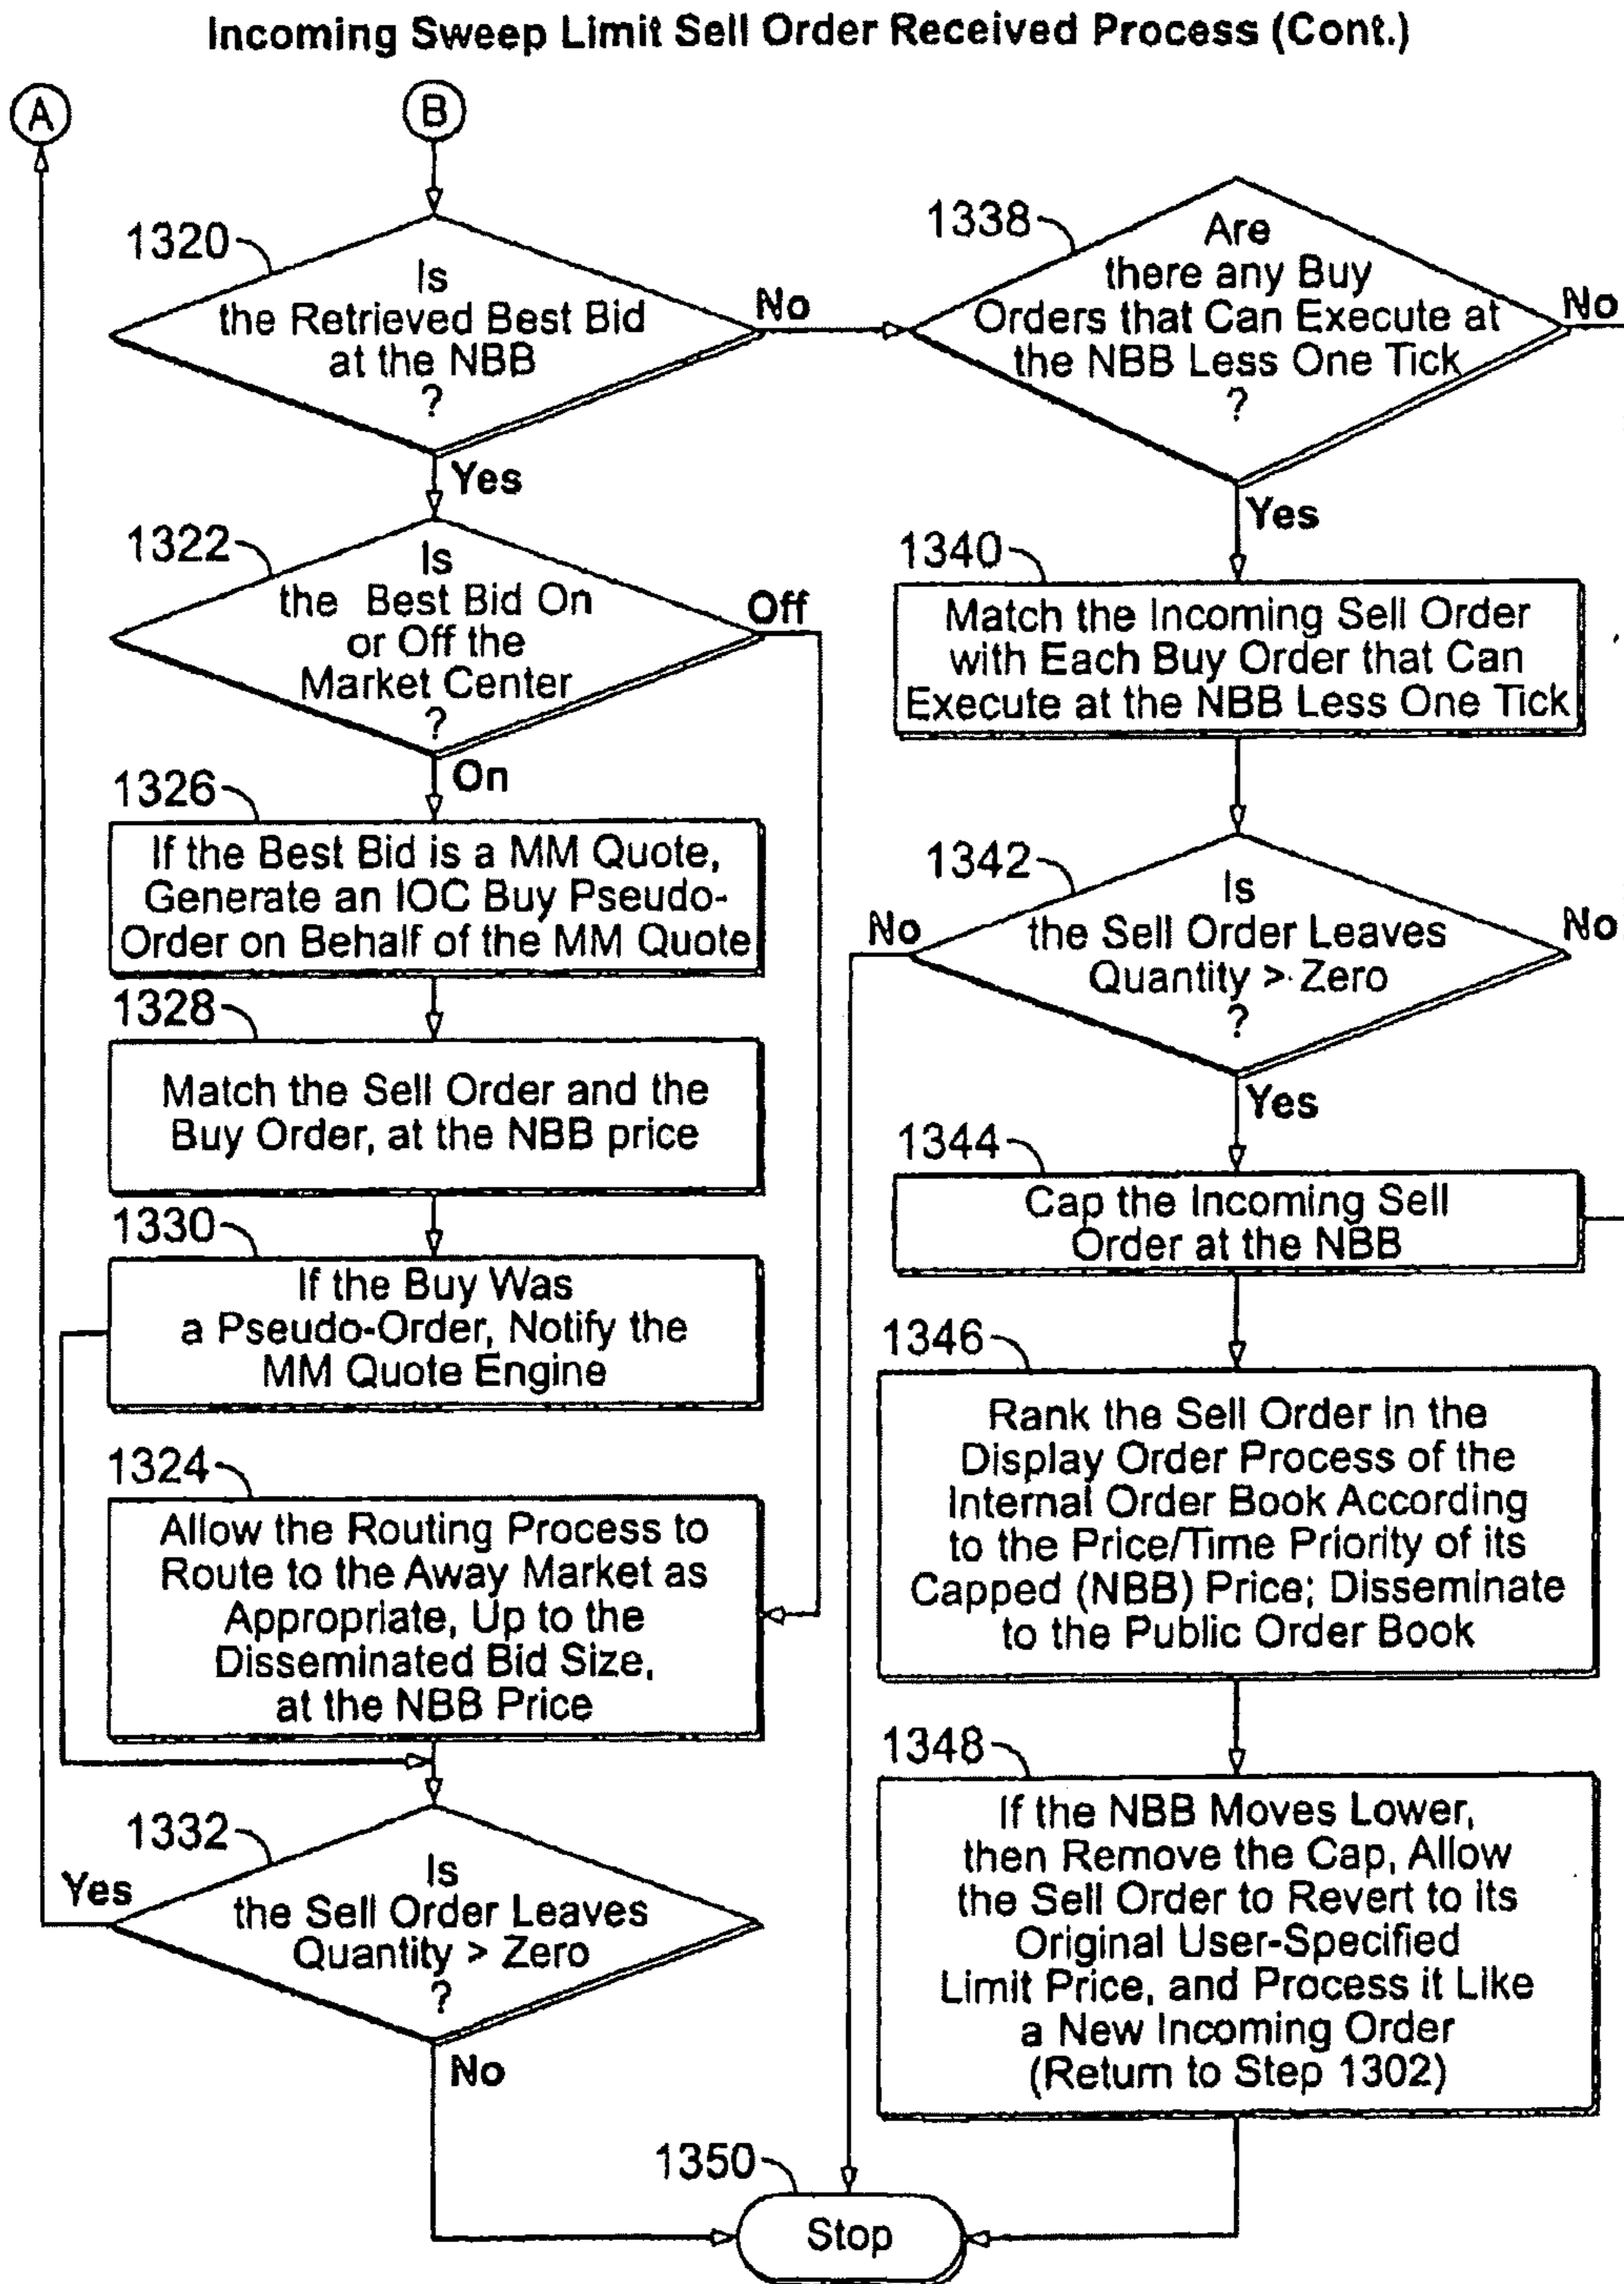 Incoming Sweep Limit Sell Order Received Process (Cont.)
A
B
1320
Is
the Retrieved Best Bid
at the NBB
?
No
Yes
1322
Is
the Best Bid On
or Off the
Market Center
?
Off
On
1326
If the Best Bid is a MM Quote,
Generate an IOC Buy Pseudo-
Order on Behalf of the MM Quote
1328
Match the Sell Order and the
Buy Order, at the NBB price
1330
If the Buy Was
a Pseudo-Order, Notify the
MM Quote Engine
1324
Allow the Routing Process to
Route to the Away Market as
Appropriate, Up to the
Disseminated Bid Size,
at the NBB Price
1332
Yes
Is
the Sell Order Leaves
Quantity > Zero
?
No
1338
Are
there any Buy
Orders that Can Execute at
the NBB Less One Tick
?
No
Yes
1340
Match the Incoming Sell Order
with Each Buy Order that Can
Execute at the NBB Less One Tick
1342
No
Is
the Sell Order Leaves
Quantity > Zero
?
No
Yes
1344
Cap the Incoming Sell
Order at the NBB
1346
Rank the Sell Order in the
Display Order Process of the
Internal Order Book According
to the Price/Time Priority of its
Capped (NBB) Price; Disseminate
to the Public Order Book
1348
If the NBB Moves Lower,
then Remove the Cap, Allow
the Sell Order to Revert to its
Original User-Specified
Limit Price, and Process it Like
a New Incoming Order
(Return to Step 1302)
1350
Stop